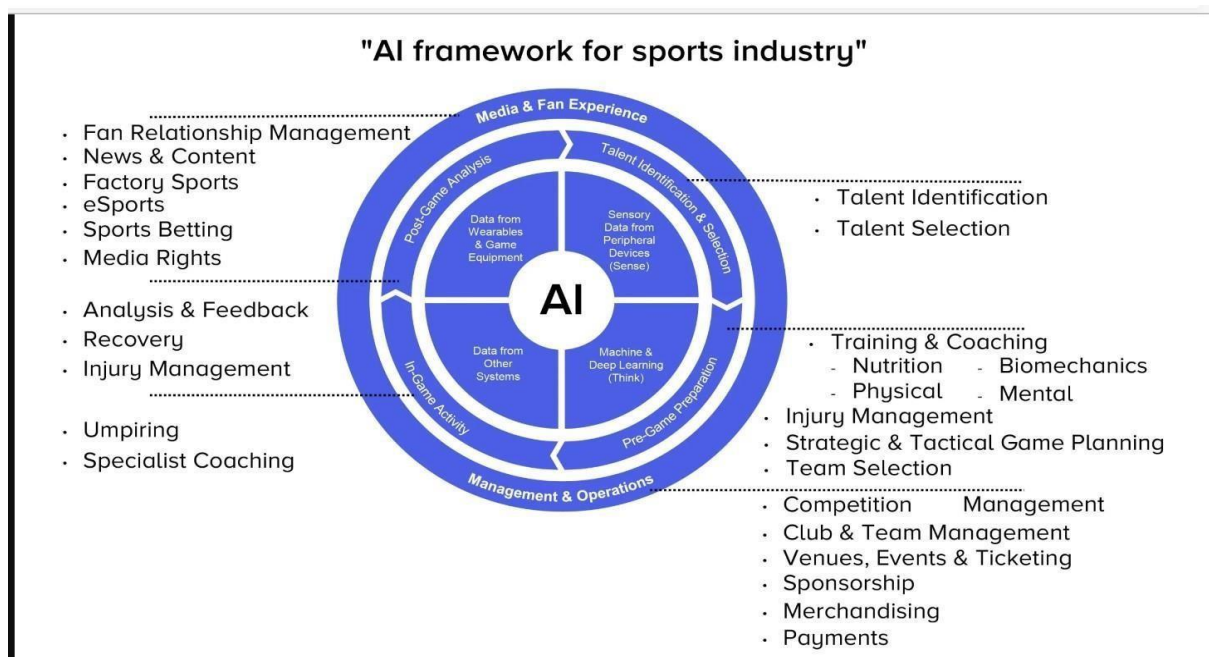 "AI framework for sports industry"
Media & Fan Experience
Post-Game Analysis
Talent Identification & Selection
In-Game Activity
Pre-Game Preparation
Management & Operations
Data from
Wearables
& Game
Equipment
Sensory
Data from
Peripheral
Devices
(Sense)
AI
Data from
Other
Systems
Machine &
Deep Learning
(Think)
· Fan Relationship Management
· News & Content
· Factory Sports
· eSports
· Sports Betting
· Media Rights
· Analysis & Feedback
· Recovery
· Injury Management
· Umpiring
· Specialist Coaching
· Talent Identification
· Talent Selection
· Training & Coaching
- Nutrition - Biomechanics
- Physical - Mental
· Injury Management
· Strategic & Tactical Game Planning
· Team Selection
· Competition Management
· Club & Team Management
· Venues, Events & Ticketing
· Sponsorship
· Merchandising
· Payments